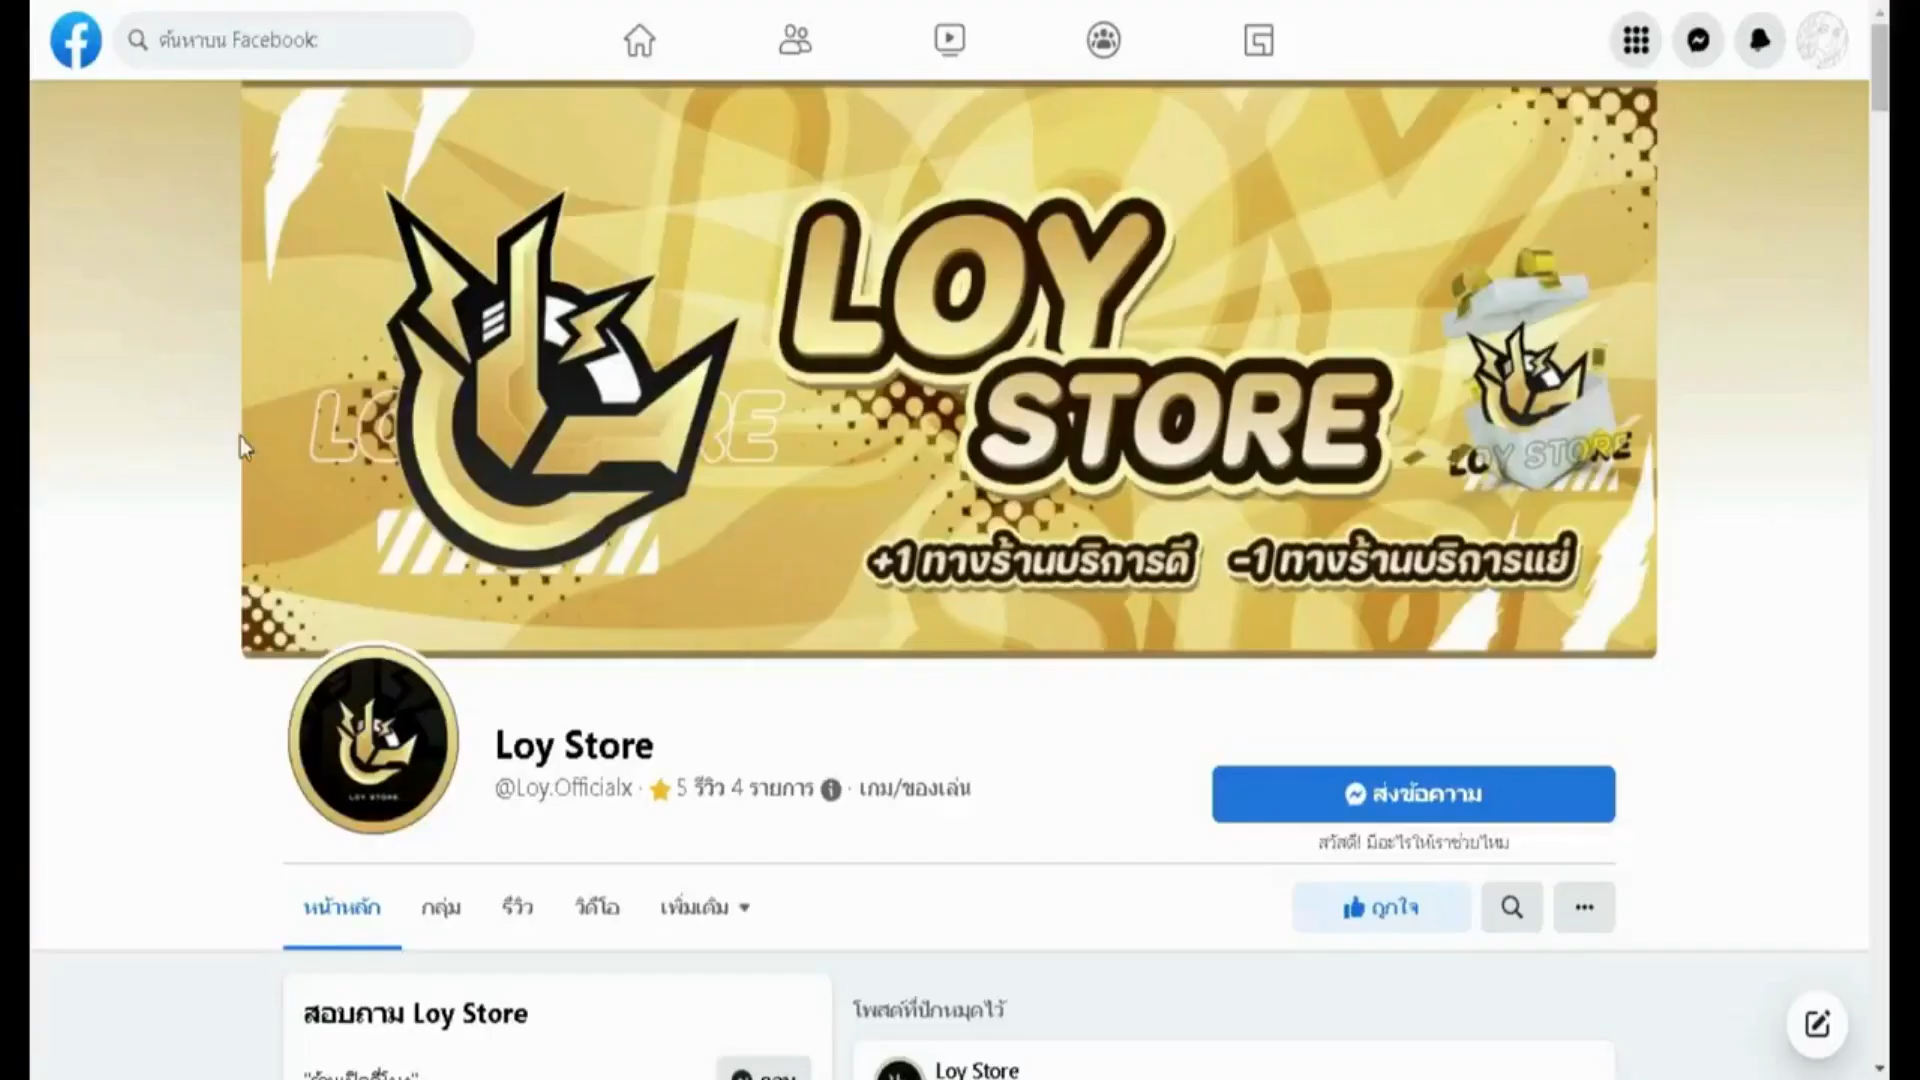 ค้นหาบน Facebook
LOY
STORE
LOY STORE
+1 ทางร้านบริการดี -1 ทางร้านบริการแย่
LOY STORE
Loy Store
@Loy.Officialx · 5 รีวิว 4 รายการ · เกม/ของเล่น
ส่งข้อความ
สวัสดี! มีอะไรให้เราช่วยไหม
หน้าหลัก กลุ่ม รีวิว วิดีโอ เพิ่มเติม
ถูกใจ
สอบถาม Loy Store
โพสต์ที่ปักหมุดไว้
Loy Store